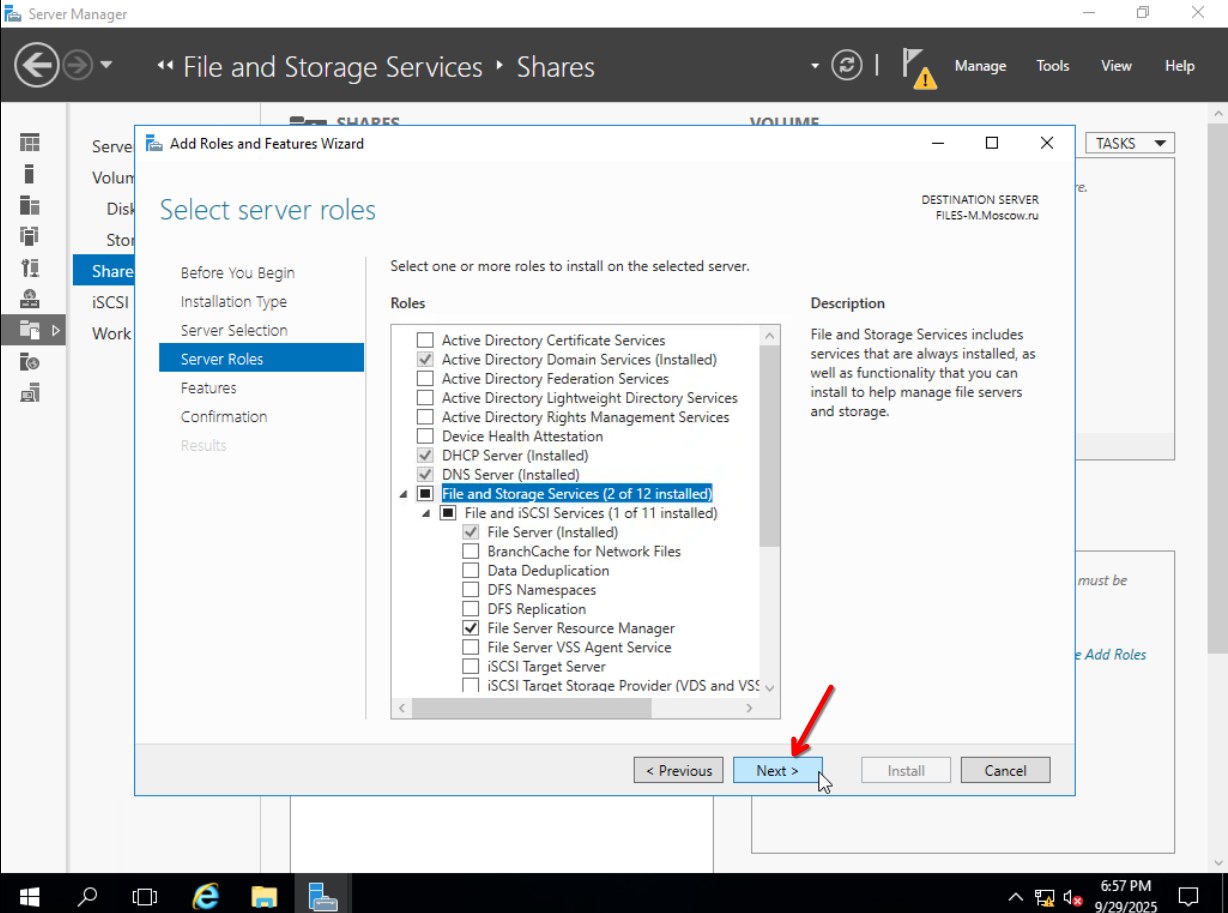 Server Manager
File and Storage Services
Shares
Manage
Tools
View
Help
SHARES
VOLUME
TASKS
Serve
Volum
Disk
Stor
Share
iSCSI
Work
re.
must be
e Add Roles
Add Roles and Features Wizard
Select server roles
DESTINATION SERVER
FILES-M.Moscow.ru
Before You Begin
Installation Type
Server Selection
Server Roles
Features
Confirmation
Results
Select one or more roles to install on the selected server.
Roles
Active Directory Certificate Services
Active Directory Domain Services (Installed)
Active Directory Federation Services
Active Directory Lightweight Directory Services
Active Directory Rights Management Services
Device Health Attestation
DHCP Server (Installed)
DNS Server (Installed)
File and Storage Services (2 of 12 installed)
File and iSCSI Services (1 of 11 installed)
File Server (Installed)
BranchCache for Network Files
Data Deduplication
DFS Namespaces
DFS Replication
File Server Resource Manager
File Server VSS Agent Service
iSCSI Target Server
iSCSI Target Storage Provider (VDS and VSS
Description
File and Storage Services includes
services that are always installed, as
well as functionality that you can
install to help manage file servers
and storage.
< Previous
Next >
Install
Cancel
6:57 PM
9/29/2025